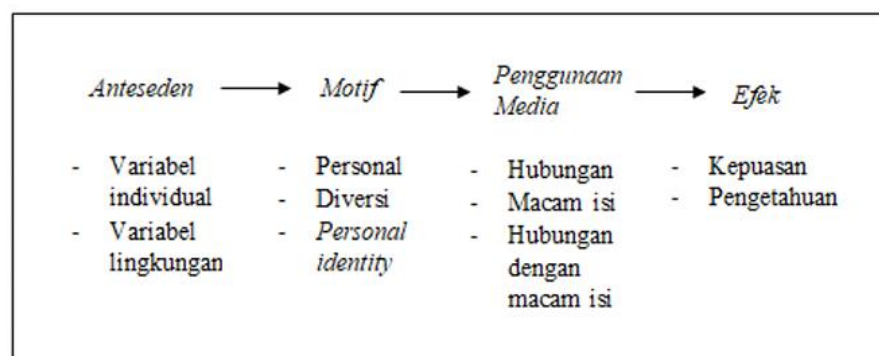 Anteseden
Motif
Penggunaan
Media
Efek
- Variabel
individual
- Variabel
lingkungan
- Personal
- Diversi
- Personal
identity
- Hubungan
- Macam isi
- Hubungan
dengan
macam isi
- Kepuasan
- Pengetahuan